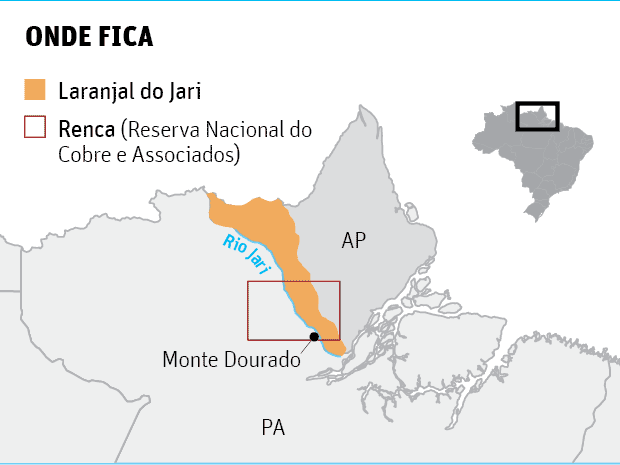 ONDE FICA
Laranjal do Jari
Renca (Reserva Nacional do
Cobre e Associados)
AP
Rio Jari
Monte Dourado
PA